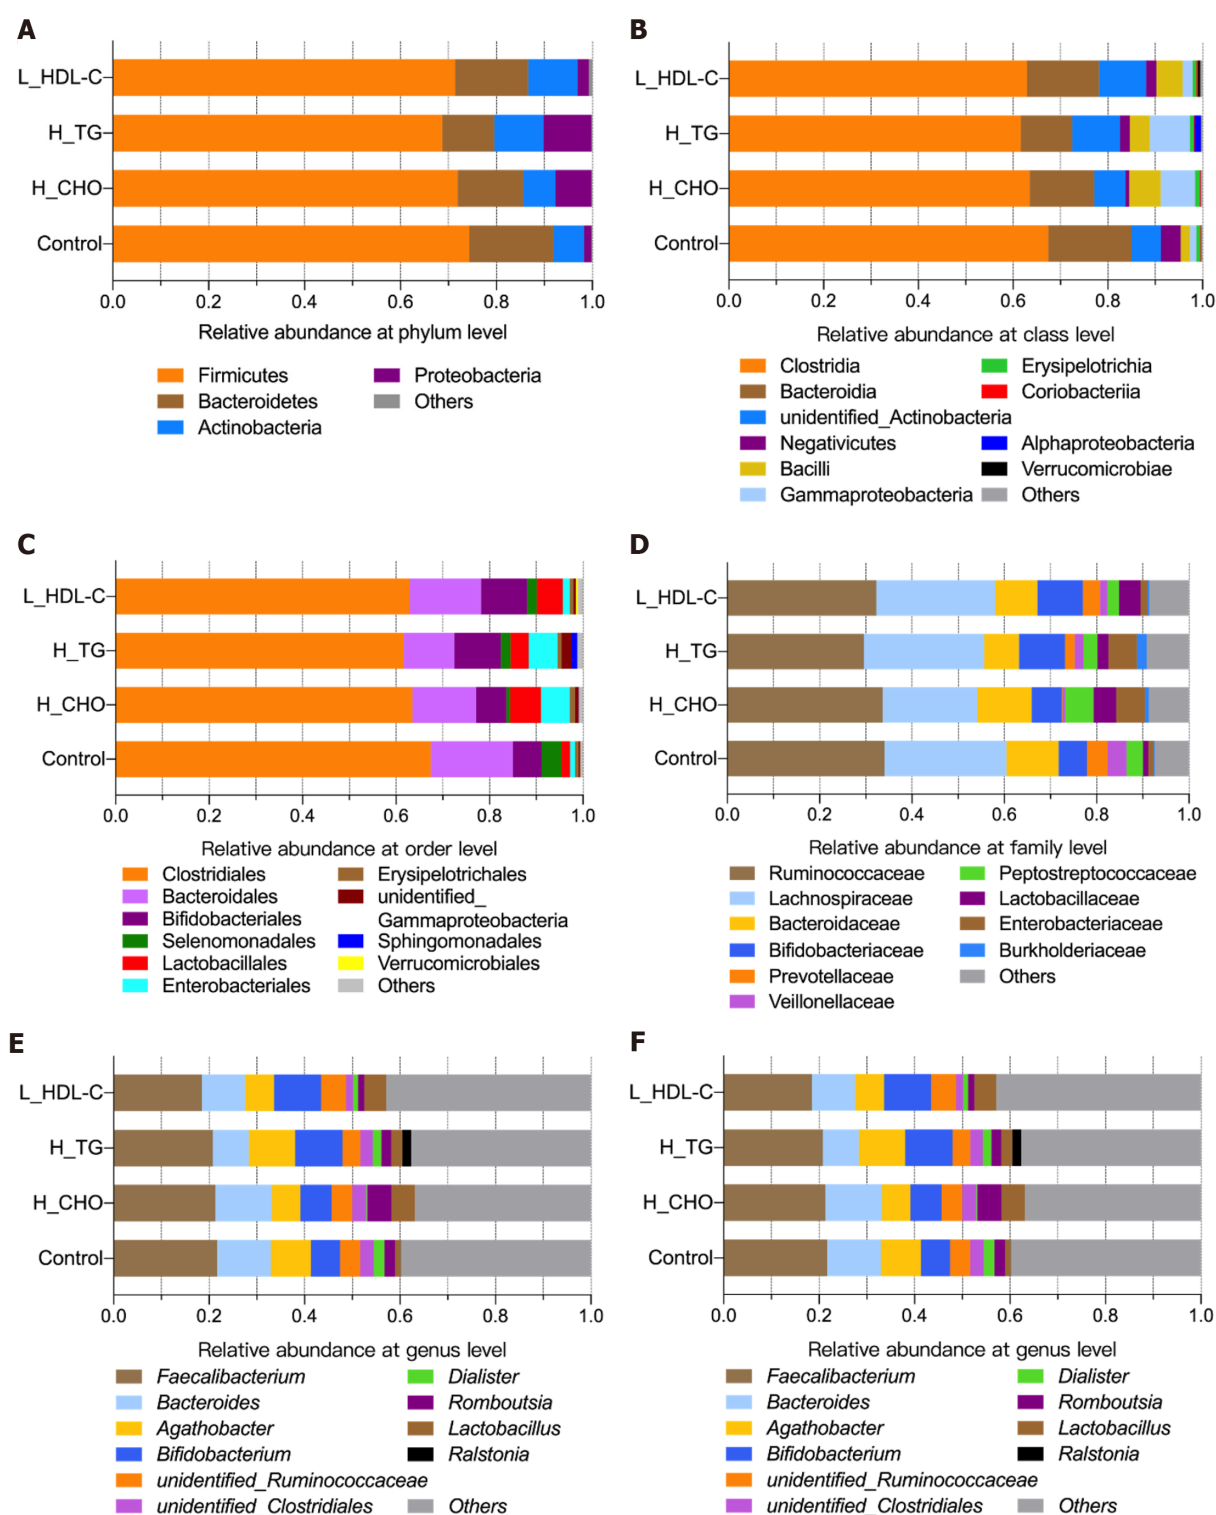 A
L_HDL-C
H_TG
H_CHO
Control
0.0 0.2 0.4 0.6 0.8 1.0
Relative abundance at phylum level
Firmicutes Proteobacteria
Bacteroidetes Others
Actinobacteria
B
L_HDL-C
H_TG
H_CHO
Control
0.0 0.2 0.4 0.6 0.8 1.0
Relative abundance at class level
Clostridia Erysipelotrichia
Bacteroidia Coriobacteriia
unidentified_Actinobacteria
Negativicutes Alphaproteobacteria
Bacilli Verrucomicrobiae
Gammaproteobacteria Others
C
L_HDL-C
H_TG
H_CHO
Control
0.0 0.2 0.4 0.6 0.8 1.0
Relative abundance at order level
Clostridiales Erysipelotrichales
Bacteroidales unidentified_
Bifidobacteriales Gammaproteobacteria
Selenomonadales Sphingomonadales
Lactobacillales Verrucomicrobiales
Enterobacteriales Others
D
L_HDL-C
H_TG
H_CHO
Control
0.0 0.2 0.4 0.6 0.8 1.0
Relative abundance at family level
Ruminococcaceae Peptostreptococcaceae
Lachnospiraceae Lactobacillaceae
Bacteroidaceae Enterobacteriaceae
Bifidobacteriaceae Burkholderiaceae
Prevotellaceae Others
Veillonellaceae
E
L_HDL-C
H_TG
H_CHO
Control
0.0 0.2 0.4 0.6 0.8 1.0
Relative abundance at genus level
Faecalibacterium Dialister
Bacteroides Romboutsia
Agathobacter Lactobacillus
Bifidobacterium Ralstonia
unidentified_Ruminococcaceae
unidentified_Clostridiales Others
F
L_HDL-C
H_TG
H_CHO
Control
0.0 0.2 0.4 0.6 0.8 1.0
Relative abundance at genus level
Faecalibacterium Dialister
Bacteroides Romboutsia
Agathobacter Lactobacillus
Bifidobacterium Ralstonia
unidentified_Ruminococcaceae
unidentified_Clostridiales Others